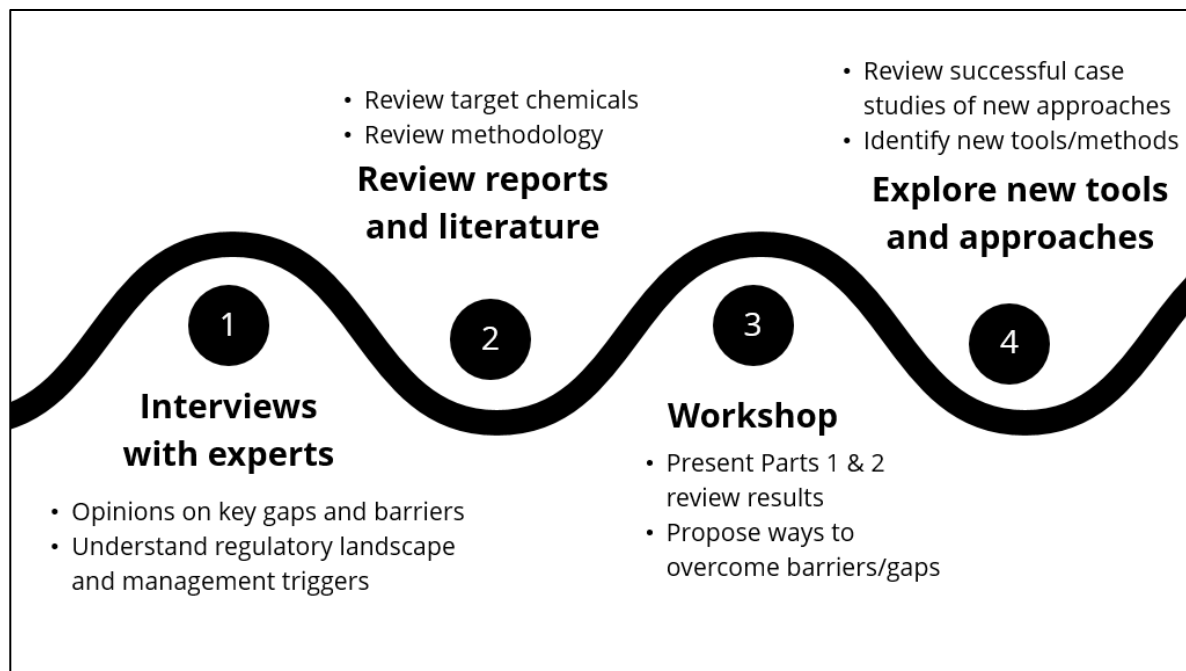 1
Interviews
with experts
• Opinions on key gaps and barriers
• Understand regulatory landscape
and management triggers
• Review target chemicals
• Review methodology
Review reports
and literature
2
3
Workshop
• Present Parts 1 & 2
review results
• Propose ways to
overcome barriers/gaps
• Review successful case
studies of new approaches
• Identify new tools/methods
Explore new tools
and approaches
4